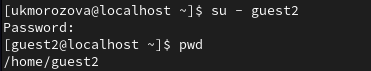 [ukmorozova@localhost ~]$ su - guest2
Password:
[guest2@localhost ~]$ pwd
/home/guest2